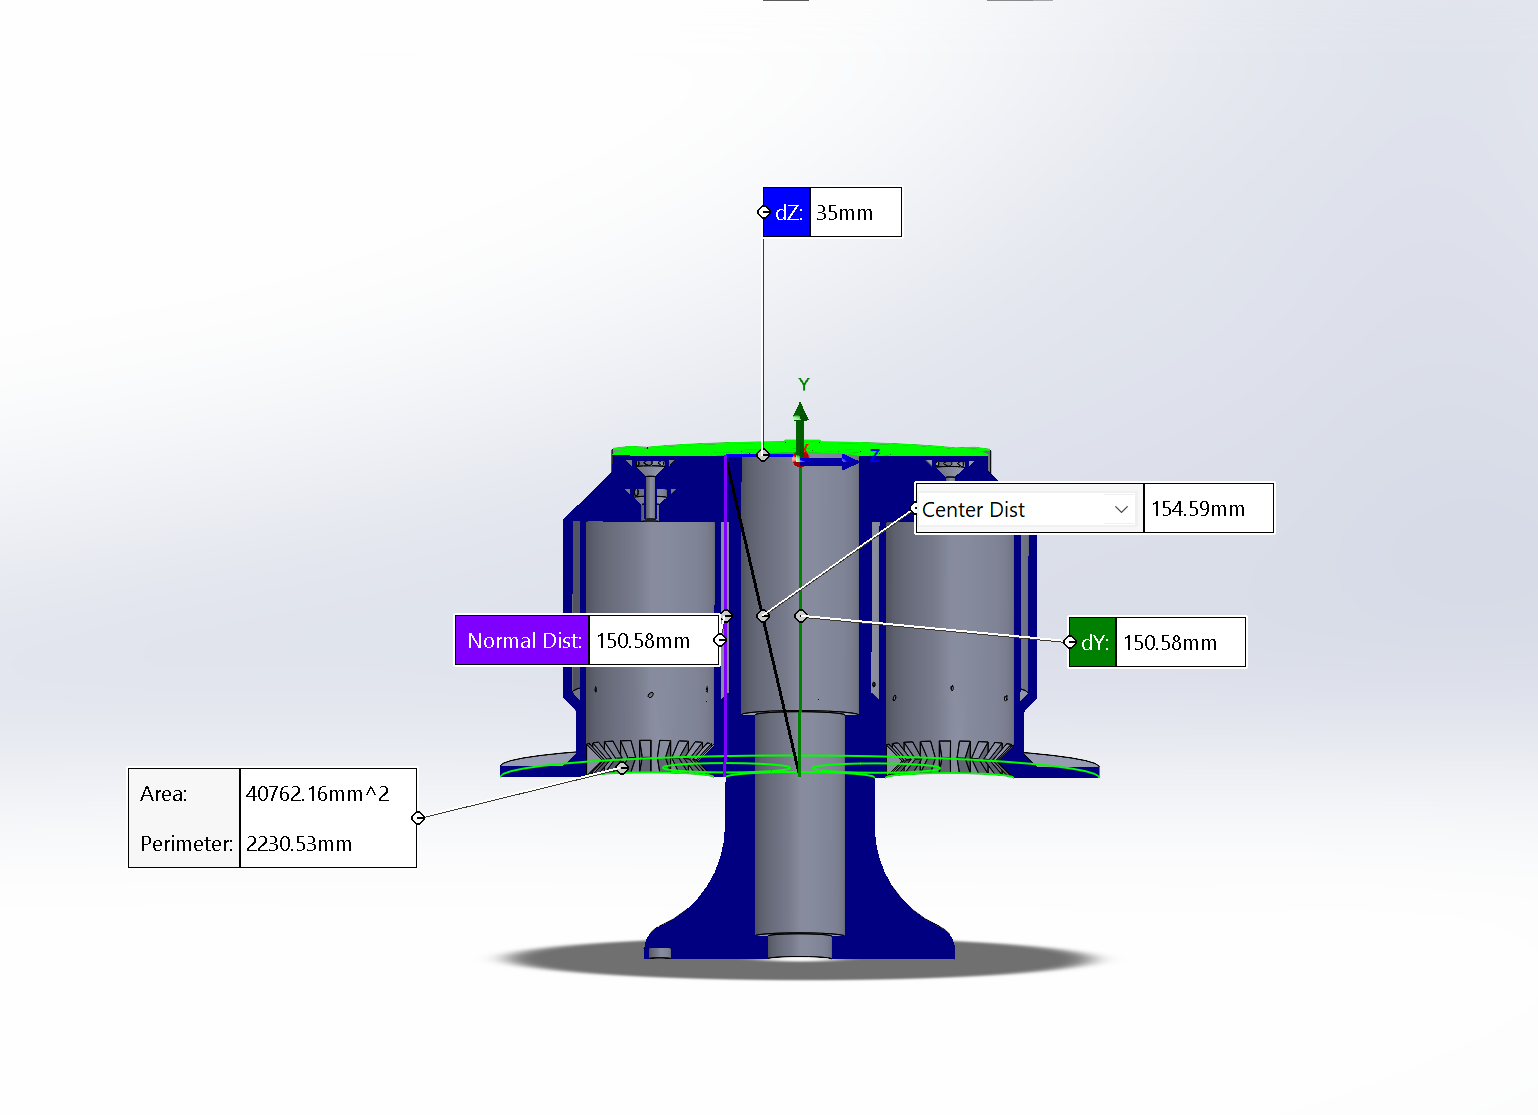 dZ: 35mm
Y
X
Z
Center Dist 154.59mm
Normal Dist: 150.58mm
dY: 150.58mm
Area: 40762.16mm^2
Perimeter: 2230.53mm